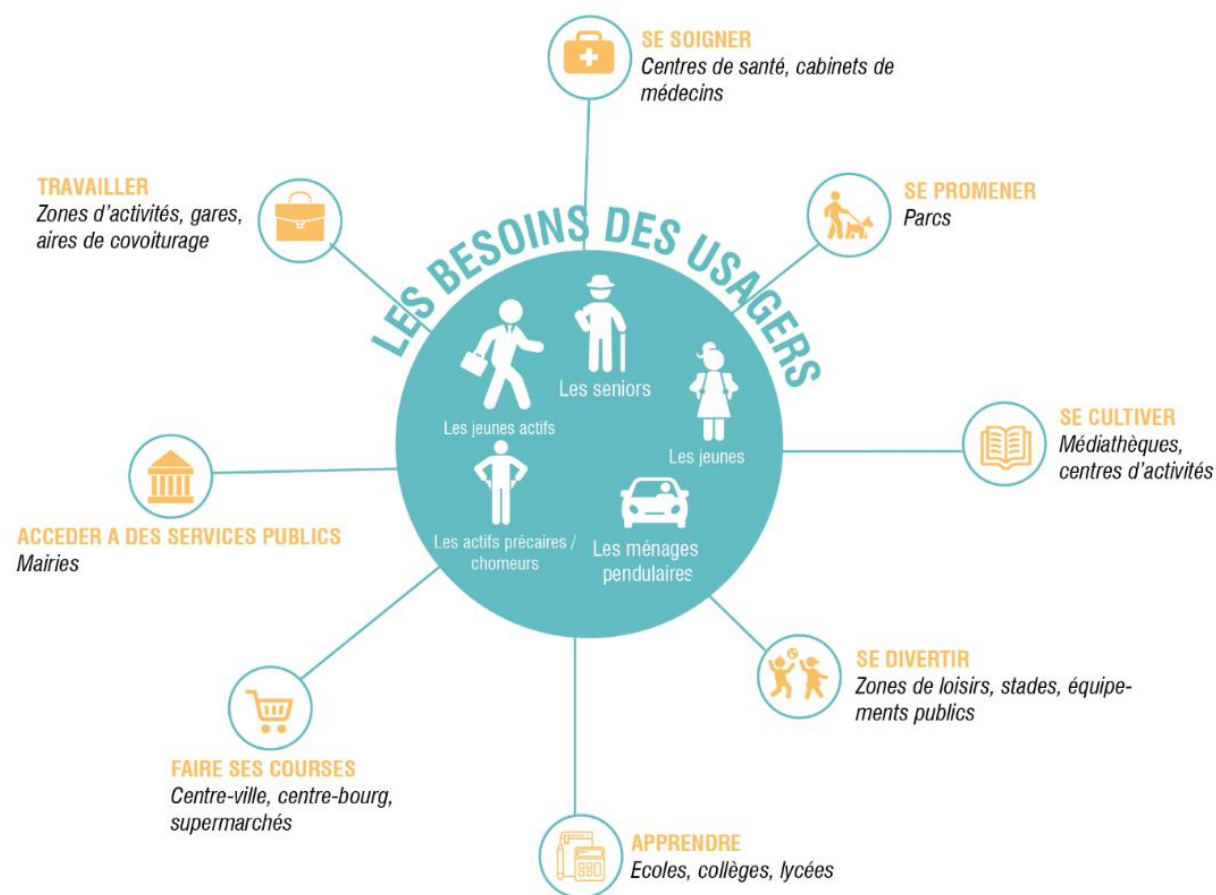 SE SOIGNER
Centres de santé, cabinets de
médecins
TRAVAILLER
Zones d'activités, gares,
aires de covoiturage
SE PROMENER
Parcs
LES BESOINS DES USAGERS
Les seniors
Les jeunes actifs
Les jeunes
SE CULTIVER
Médiathèques,
centres d'activités
ACCEDER A DES SERVICES PUBLICS
Mairies
Les actifs précaires /
chomeurs
Les ménages
pendulaires
SE DIVERTIR
Zones de loisirs, stades, équipe-
ments publics
FAIRE SES COURSES
Centre-ville, centre-bourg,
supermarchés
APPRENDRE
Ecoles, collèges, lycées